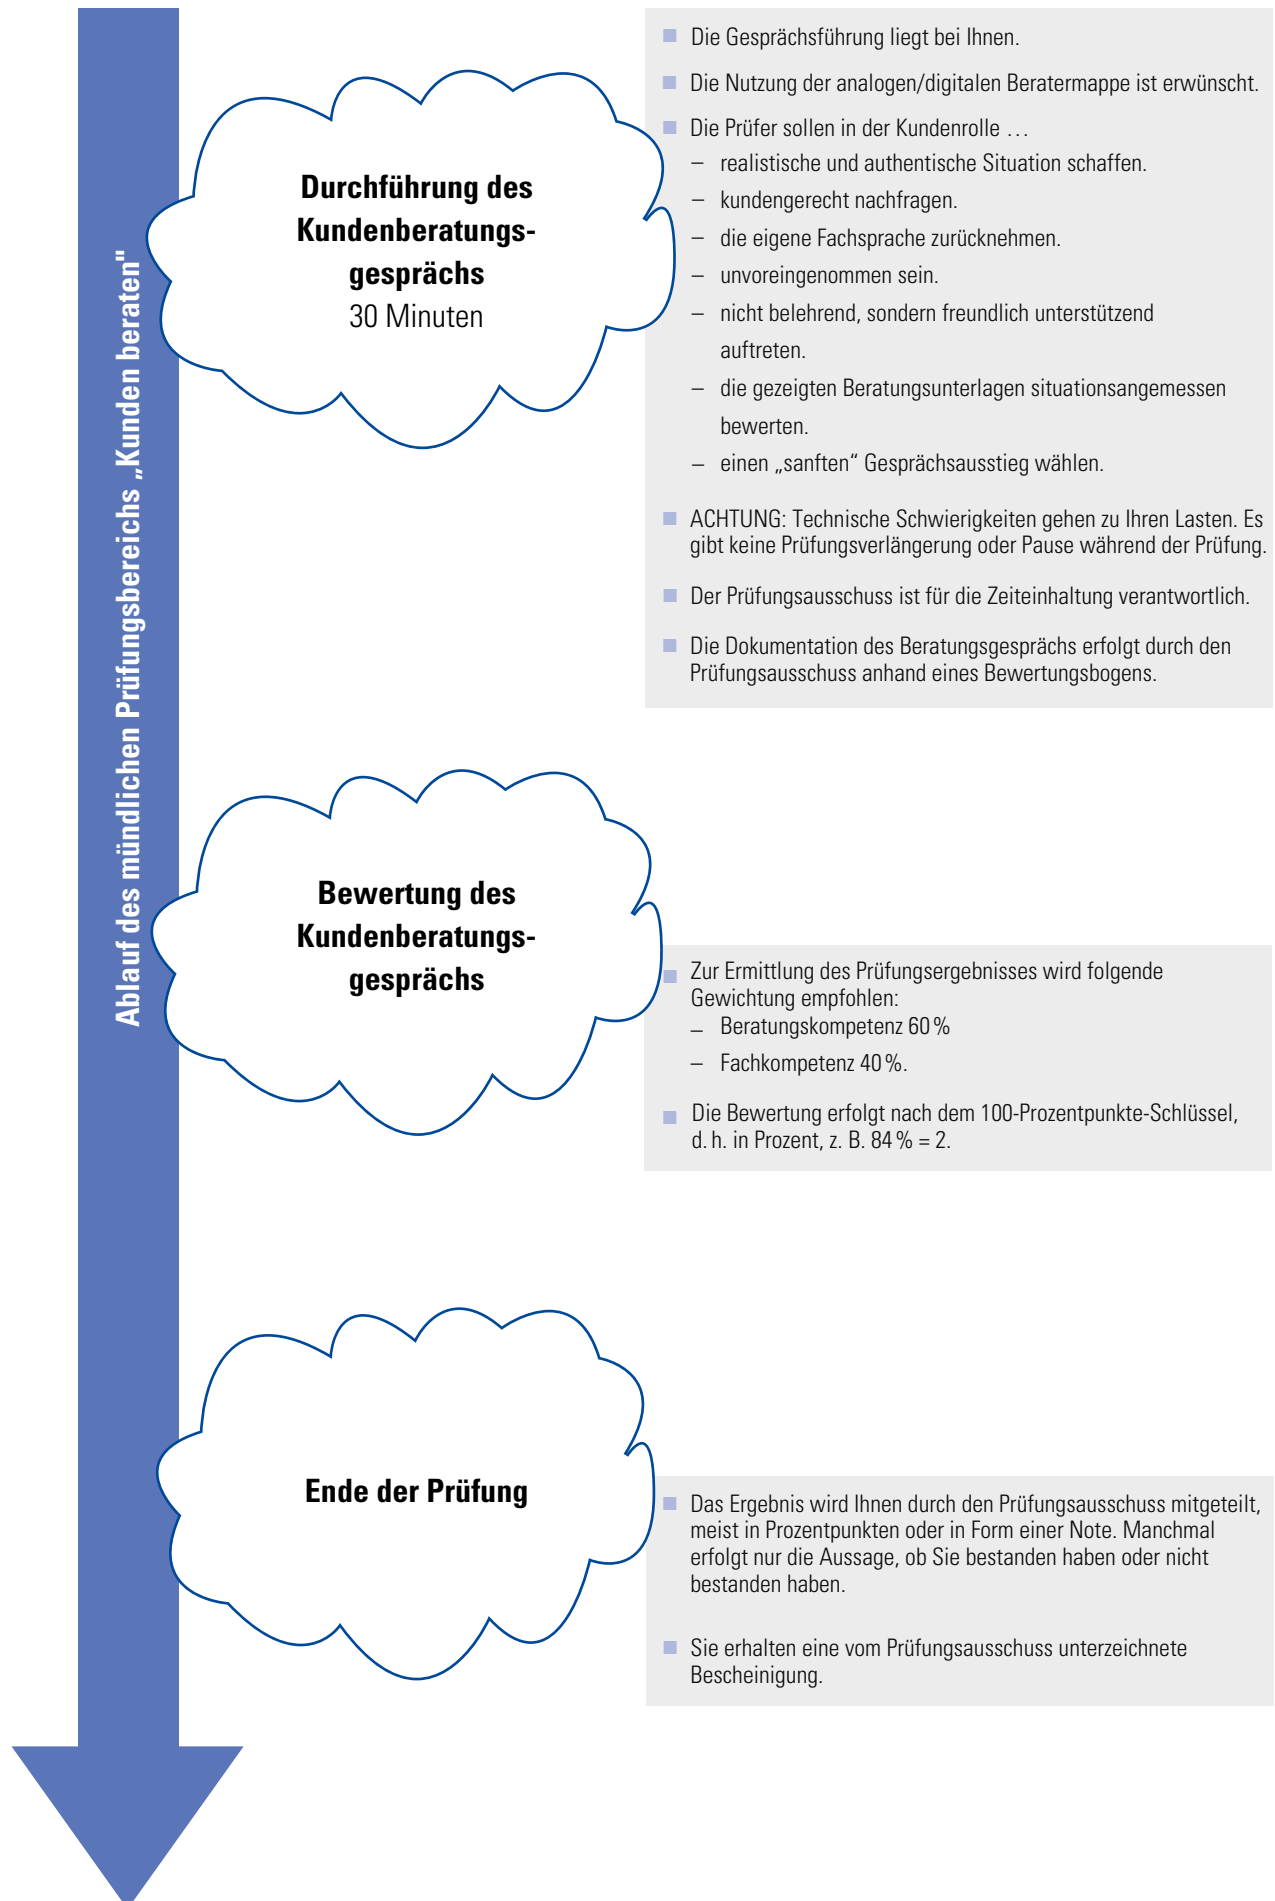 Ablauf des mündlichen Prüfungsbereichs „Kunden beraten"
Durchführung des
Kundenberatungs-
gesprächs
30 Minuten
Die Gesprächsführung liegt bei Ihnen.
Die Nutzung der analogen/digitalen Beratermappe ist erwünscht.
Die Prüfer sollen in der Kundenrolle …
– realistische und authentische Situation schaffen.
– kundengerecht nachfragen.
– die eigene Fachsprache zurücknehmen.
– unvoreingenommen sein.
– nicht belehrend, sondern freundlich unterstützend
auftreten.
– die gezeigten Beratungsunterlagen situationsangemessen
bewerten.
– einen „sanften“ Gesprächsausstieg wählen.
ACHTUNG: Technische Schwierigkeiten gehen zu Ihren Lasten. Es
gibt keine Prüfungsverlängerung oder Pause während der Prüfung.
Der Prüfungsausschuss ist für die Zeiteinhaltung verantwortlich.
Die Dokumentation des Beratungsgesprächs erfolgt durch den
Prüfungsausschuss anhand eines Bewertungsbogens.
Bewertung des
Kundenberatungs-
gesprächs
Zur Ermittlung des Prüfungsergebnisses wird folgende
Gewichtung empfohlen:
– Beratungskompetenz 60 %
– Fachkompetenz 40 %.
Die Bewertung erfolgt nach dem 100-Prozentpunkte-Schlüssel,
d. h. in Prozent, z. B. 84 % = 2.
Ende der Prüfung
Das Ergebnis wird Ihnen durch den Prüfungsausschuss mitgeteilt,
meist in Prozentpunkten oder in Form einer Note. Manchmal
erfolgt nur die Aussage, ob Sie bestanden haben oder nicht
bestanden haben.
Sie erhalten eine vom Prüfungsausschuss unterzeichnete
Bescheinigung.